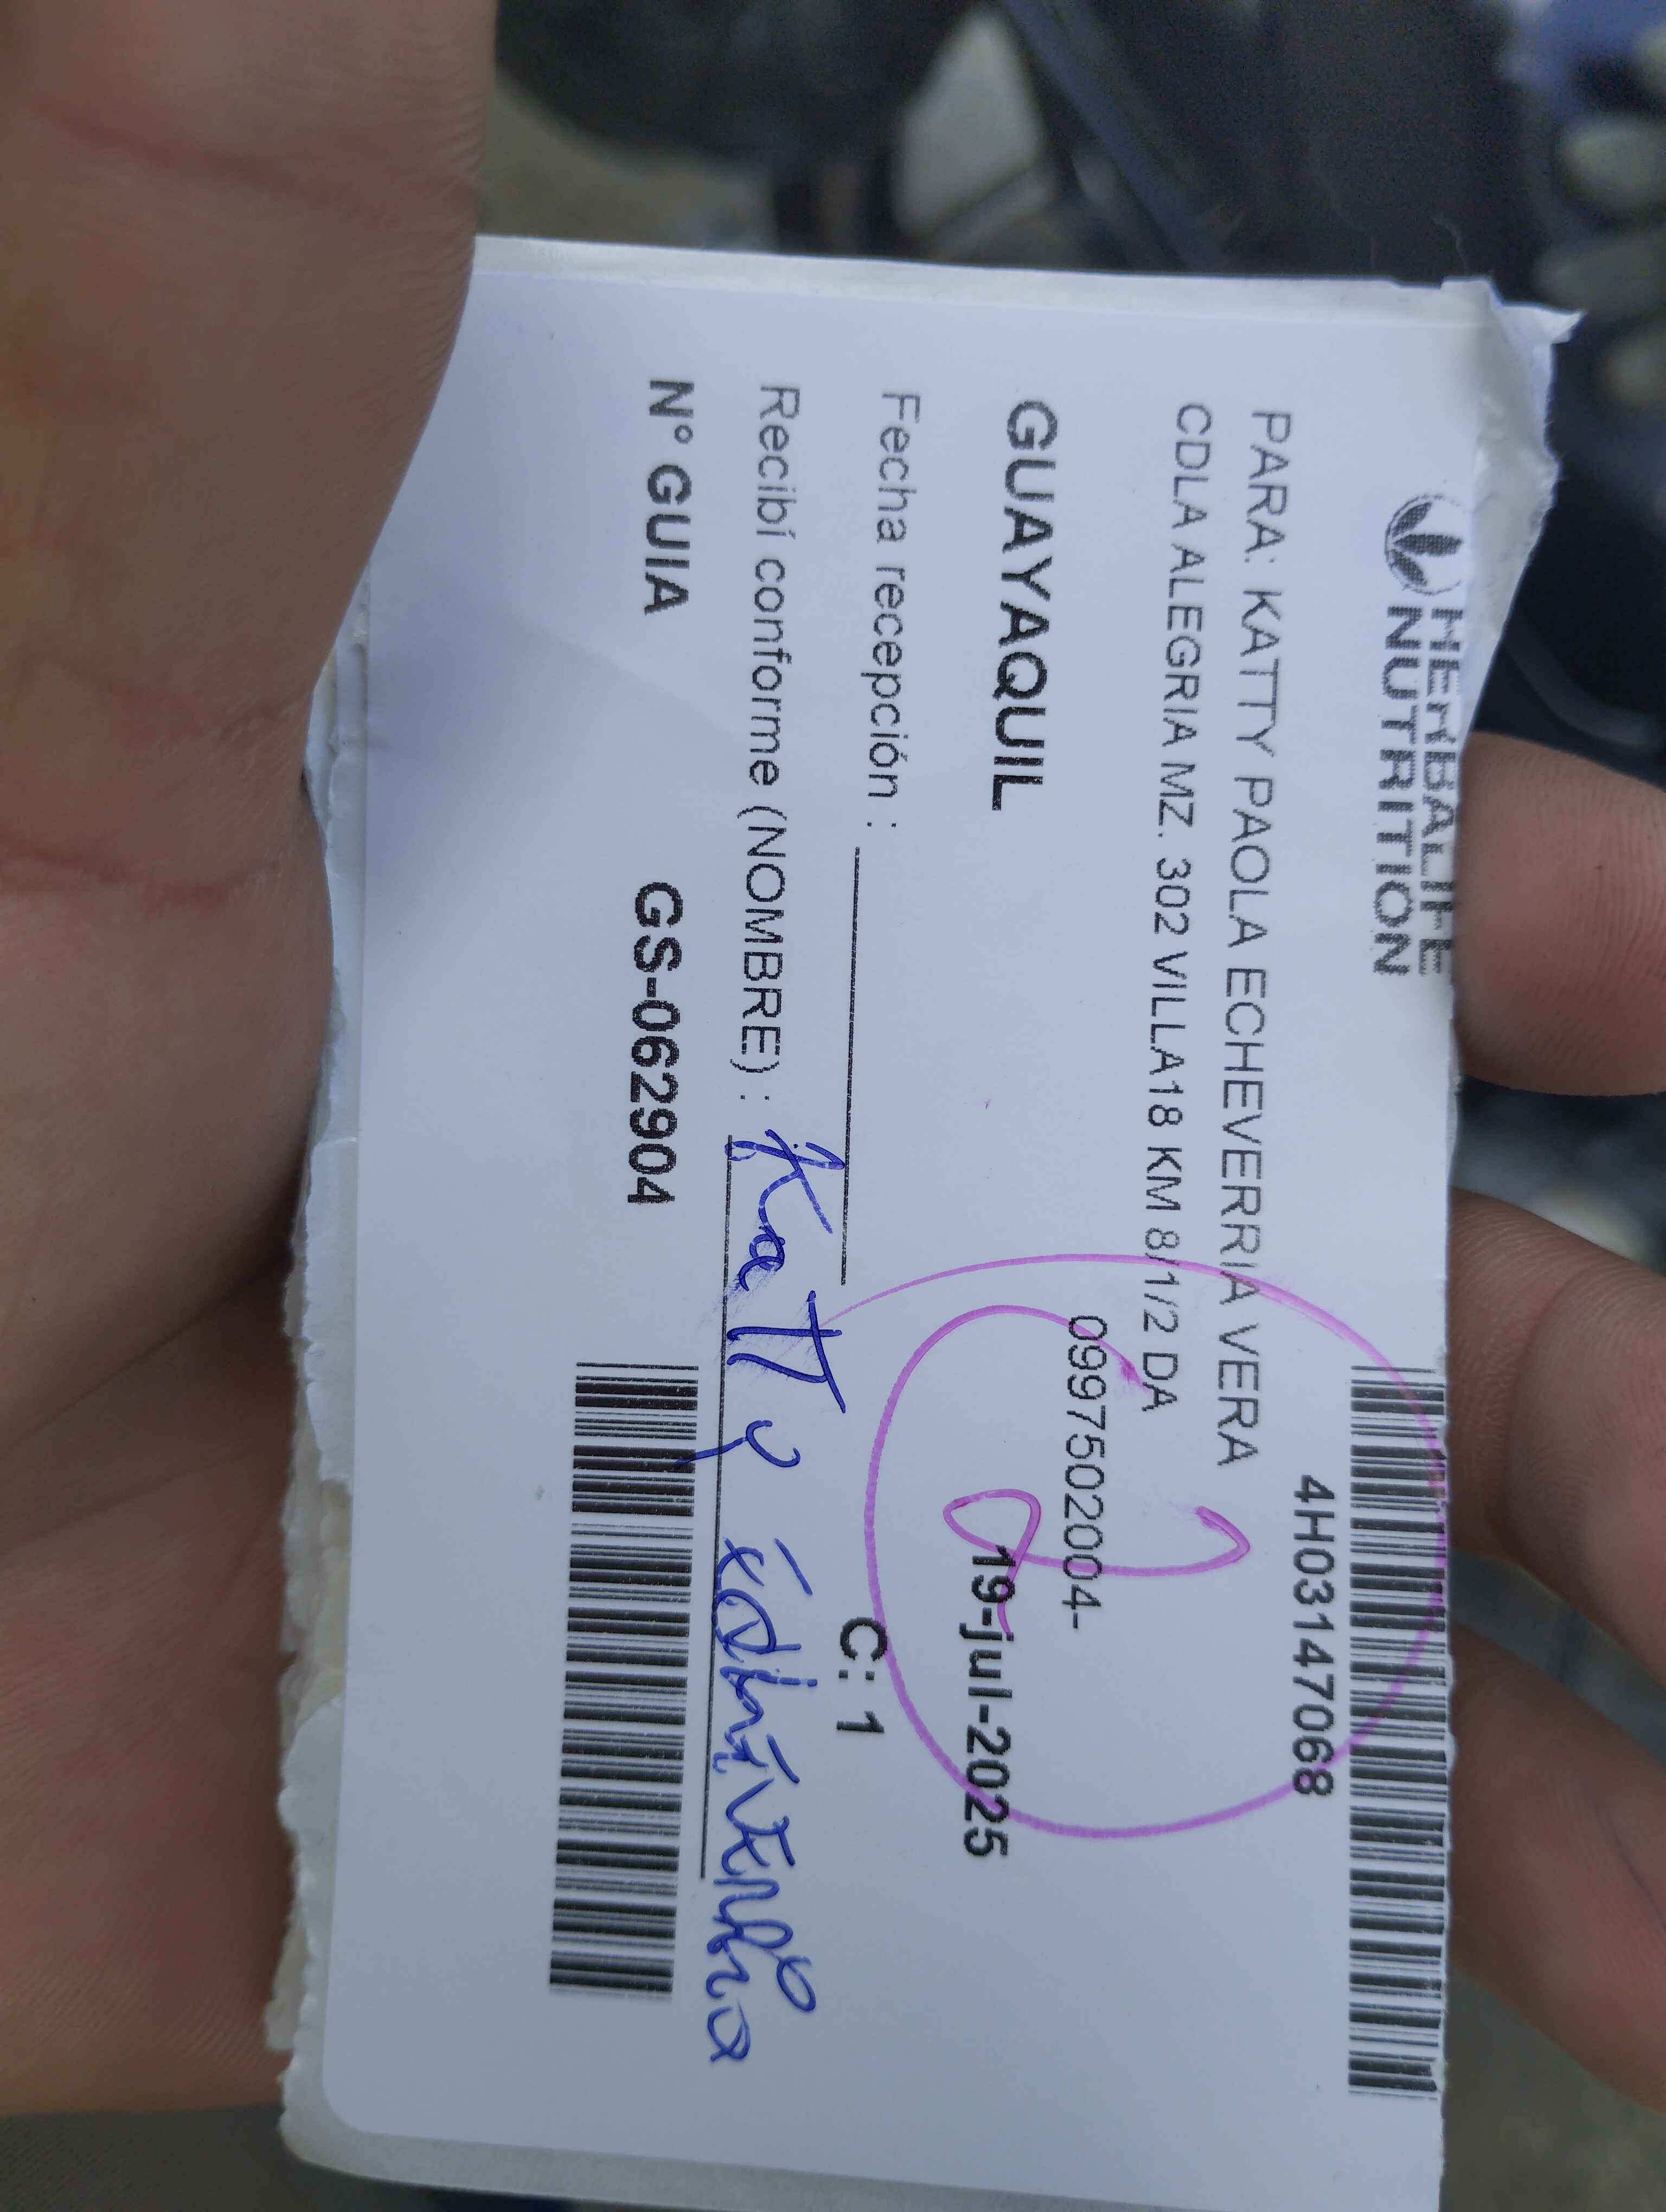 HERBALIFE
NUTRITION
4H03147068
PARA: KATTY PAOLA ECHEVERRIA VERA
CDLA ALEGRIA MZ. 302 VILLA18 KM 8/1/2 DA
0997502004-
GUAYAQUIL 19-jul-2025
Fecha recepción :
C: 1
Recibí conforme (NOMBRE) : KaTTy
N° GUIA GS-062904